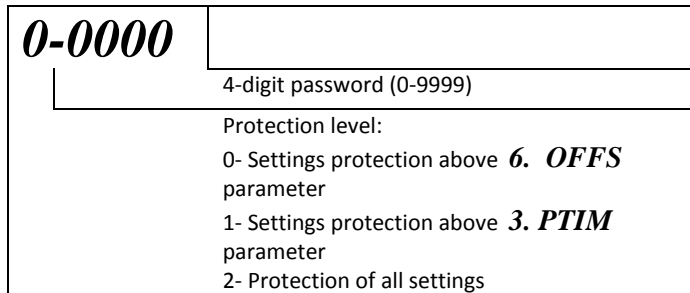 0-0000
4-digit password (0-9999)
Protection level:
0- Settings protection above 6. OFFS
parameter
1- Settings protection above 3. PTIM
parameter
2- Protection of all settings